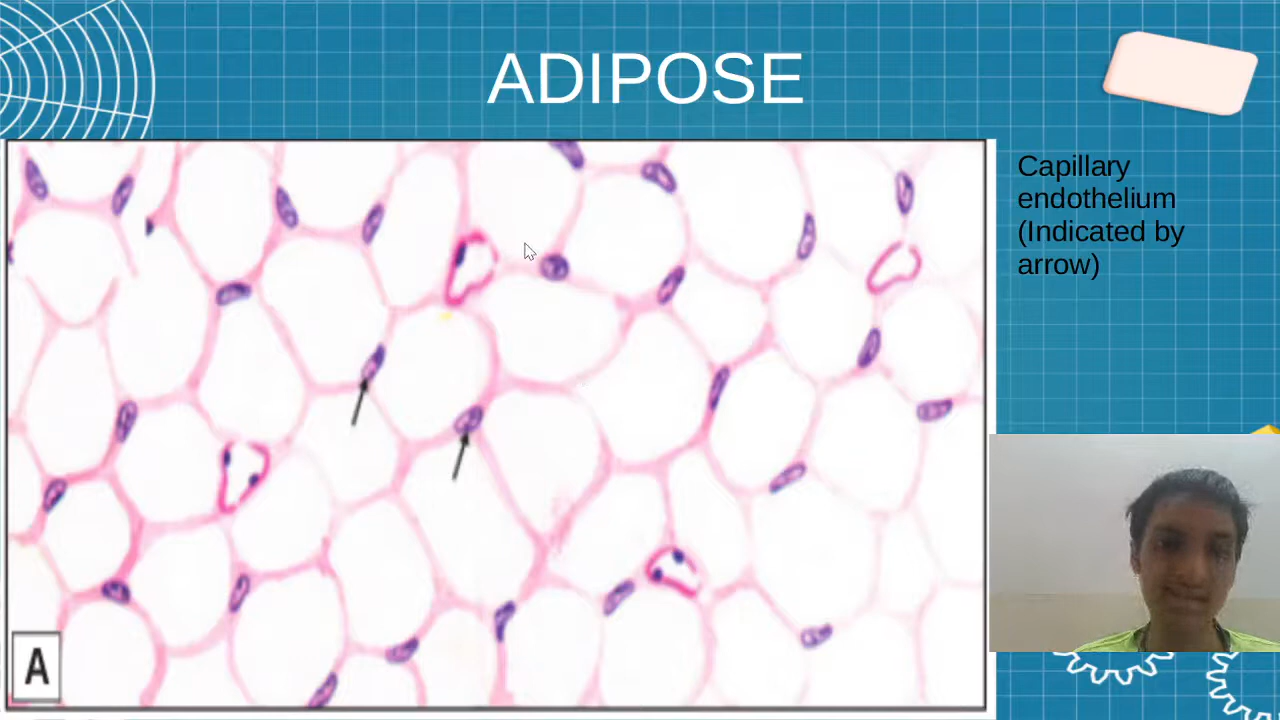 ADIPOSE
Capillary
endothelium
(Indicated by
arrow)
A